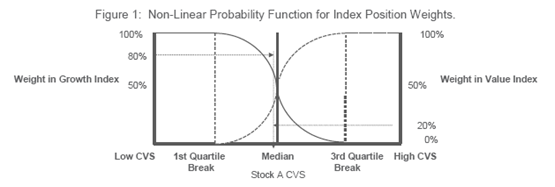 Figure 1: Non-Linear Probability Function for Index Position Weights.
100% 100%
80%
Weight in Growth Index 50% 50% Weight in Value Index
20%
0%
Low CVS 1st Quartile Break Median 3rd Quartile Break High CVS
Stock A CVS